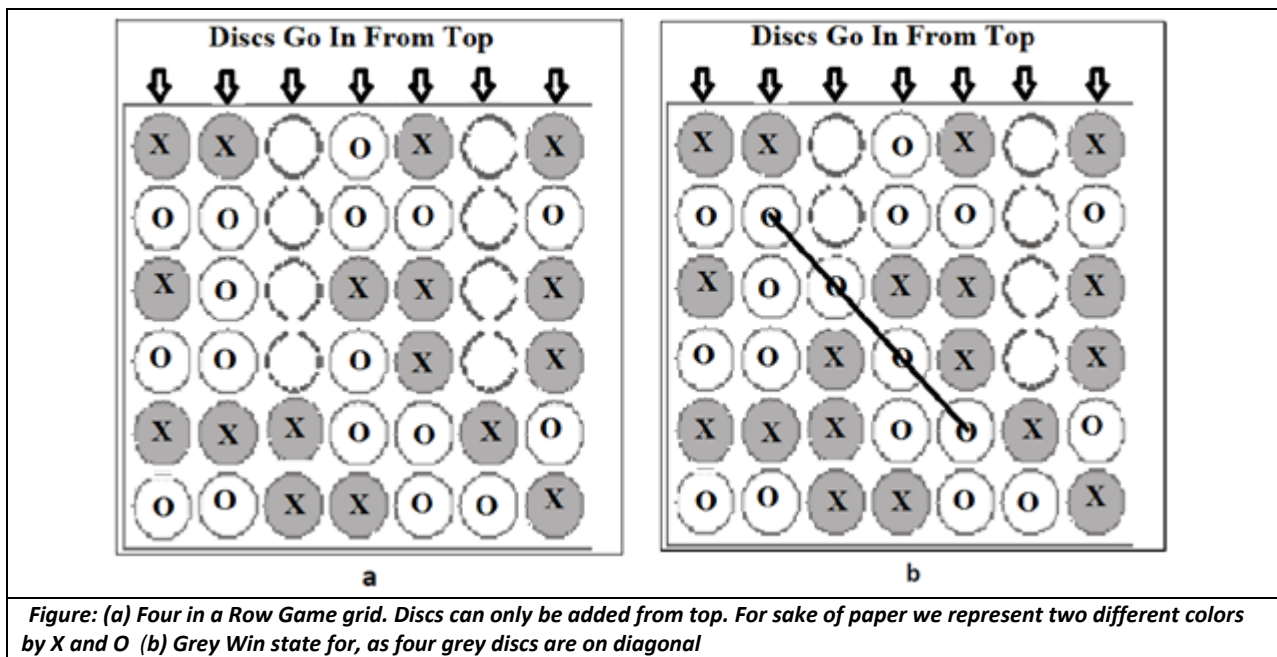 Discs Go In From Top
X X O X X
O O O O O
X O X X X
O O O X X
X X X O O X O
O O X X O O X
a
Discs Go In From Top
X X O X X
O O O O O
X O O X X X
O O X O X X
X X X O O X O
O O X X O O X
b
Figure: (a) Four in a Row Game grid. Discs can only be added from top. For sake of paper we represent two different colors
by X and O (b) Grey Win state for, as four grey discs are on diagonal